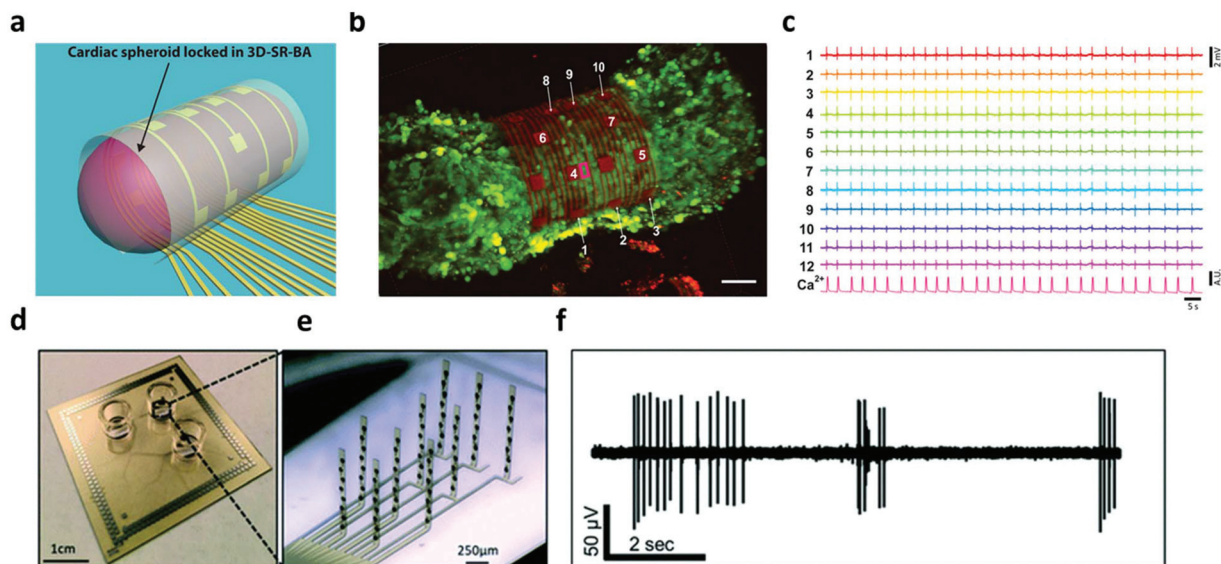 a
Cardiac spheroid locked in 3D-SR-BA
b
10
9
8
7
6
5
4
3
2
1
c
1
2
3
4
5
6
7
8
9
10
11
12
Ca²⁺
2 mV
A.U.
5 s
d
1cm
e
250μm
f
50 μV
2 sec